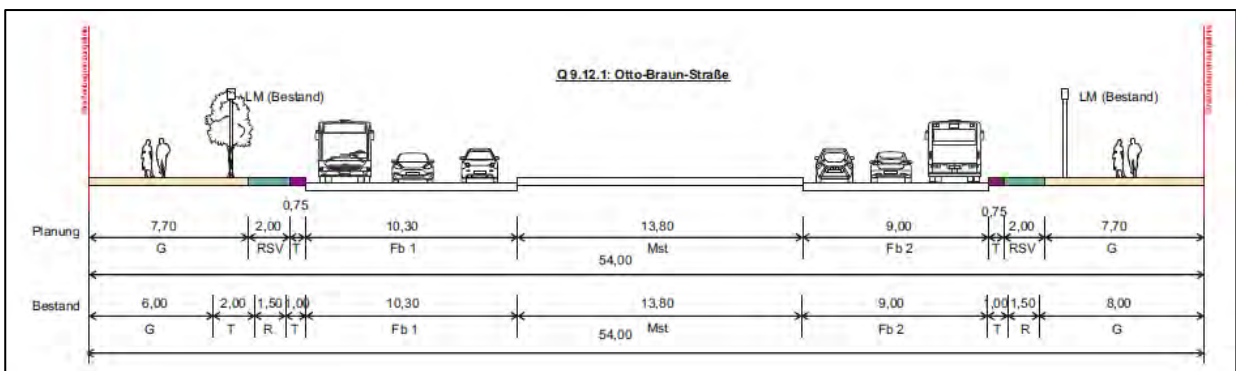 Q 9.12.1: Otto-Braun-Straße
LM (Bestand)
LM (Bestand)
0,75
0,75
Planung
7,70
2,00
10,30
13,80
9,00
2,00
7,70
G
RSV
T
Fb 1
Mst
Fb 2
T
RSV
G
54,00
Bestand
6,00
2,00
1,50
1,00
10,30
13,80
9,00
1,00
1,50
8,00
G
T
R
T
Fb 1
Mst
Fb 2
T
R
G
54,00